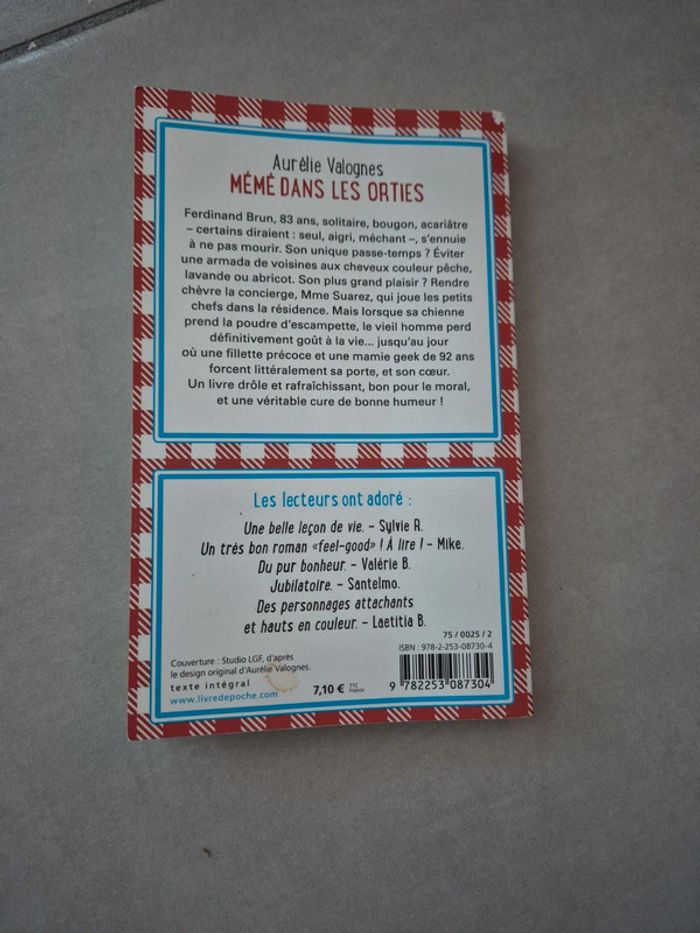 Aurélie Valognes
MÉMÉ DANS LES ORTIES
Ferdinand Brun, 83 ans, solitaire, bougon, acariâtre
– certains diraient : seul, aigri, méchant –, s'ennuie
à ne pas mourir. Son unique passe-temps ? Éviter
une armada de voisines aux cheveux couleur pêche,
lavande ou abricot. Son plus grand plaisir ? Rendre
chèvre la concierge, Mme Suarez, qui joue les petits
chefs dans la résidence. Mais lorsque sa chienne
prend la poudre d'escampette, le vieil homme perd
définitivement goût à la vie... jusqu'au jour
où une fillette précoce et une mamie geek de 92 ans
forcent littéralement sa porte, et son cœur.
Un livre drôle et rafraîchissant, bon pour le moral,
et une véritable cure de bonne humeur !
Les lecteurs ont adoré :
Une belle leçon de vie. – Sylvie R.
Un très bon roman «feel-good» ! À lire ! – Mike.
Du pur bonheur. – Valérie B.
Jubilatoire. – Santelmo.
Des personnages attachants
et hauts en couleur. – Laetitia B.
75 / 0025 / 2
ISBN : 978-2-253-08730-4
Couverture : Studio LGF, d'après
le design original d'Aurélie Valognes.
texte intégral
www.livredepoche.com
7,10 € TTC
France
9 782253 087304